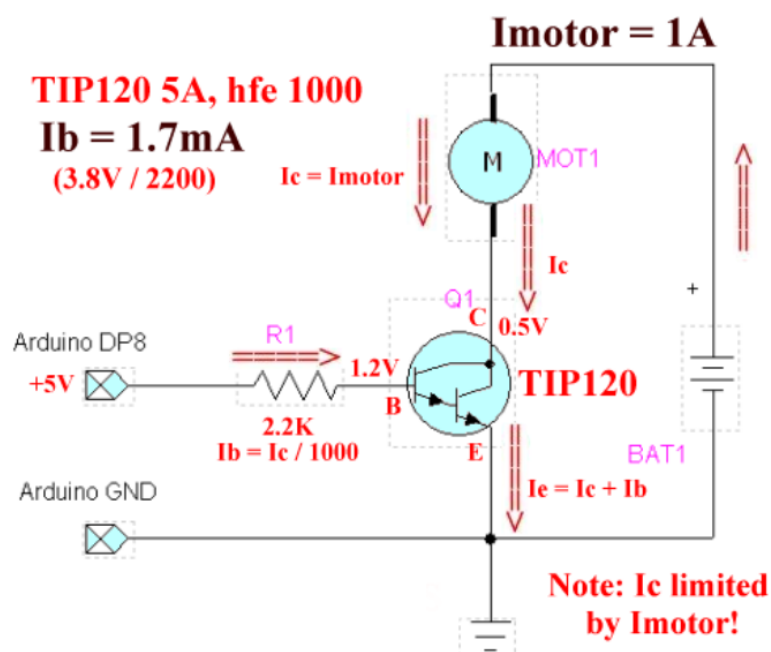 Imotor = 1A
TIP120 5A, hfe 1000
Ib = 1.7mA
(3.8V / 2200)
Ic = Imotor
M
MOT1
Ic
+
Q1
C
0.5V
R1
Arduino DP8
+5V
1.2V
B
TIP120
2.2K
Ib = Ic / 1000
E
BAT1
Arduino GND
Ie = Ic + Ib
Note: Ic limited
by Imotor!